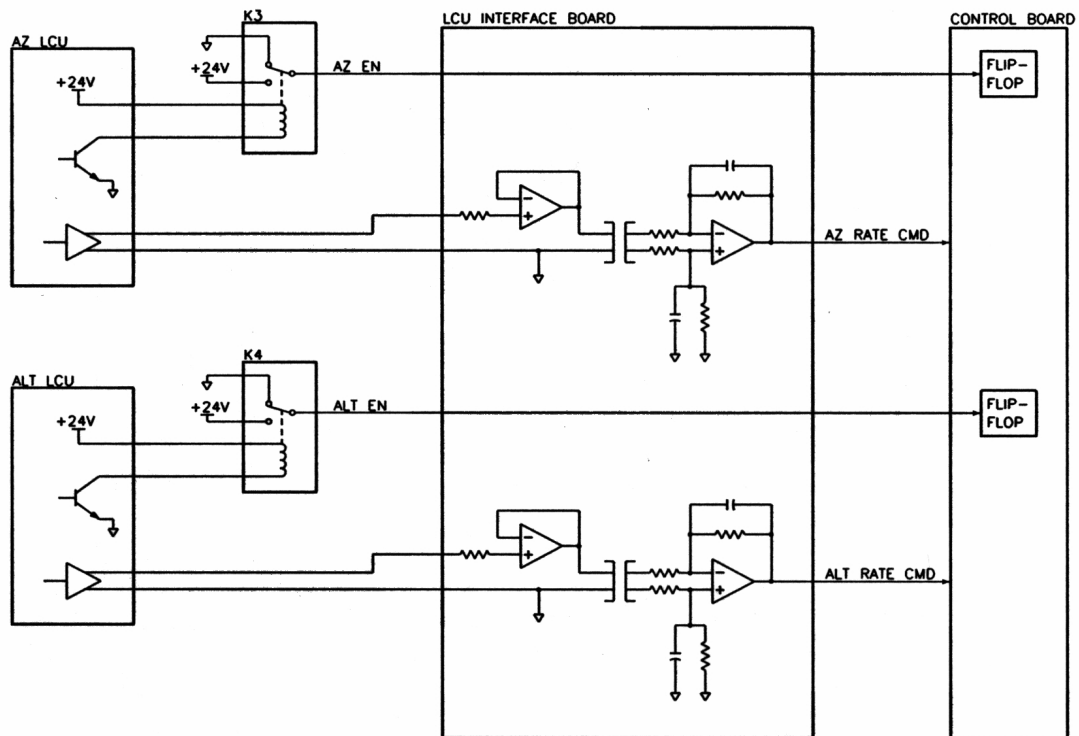 K3
LCU INTERFACE BOARD
CONTROL BOARD
AZ LCU
+24V
+24V
AZ EN
FLIP-
FLOP
AZ RATE CMD
K4
ALT LCU
+24V
+24V
ALT EN
FLIP-
FLOP
ALT RATE CMD